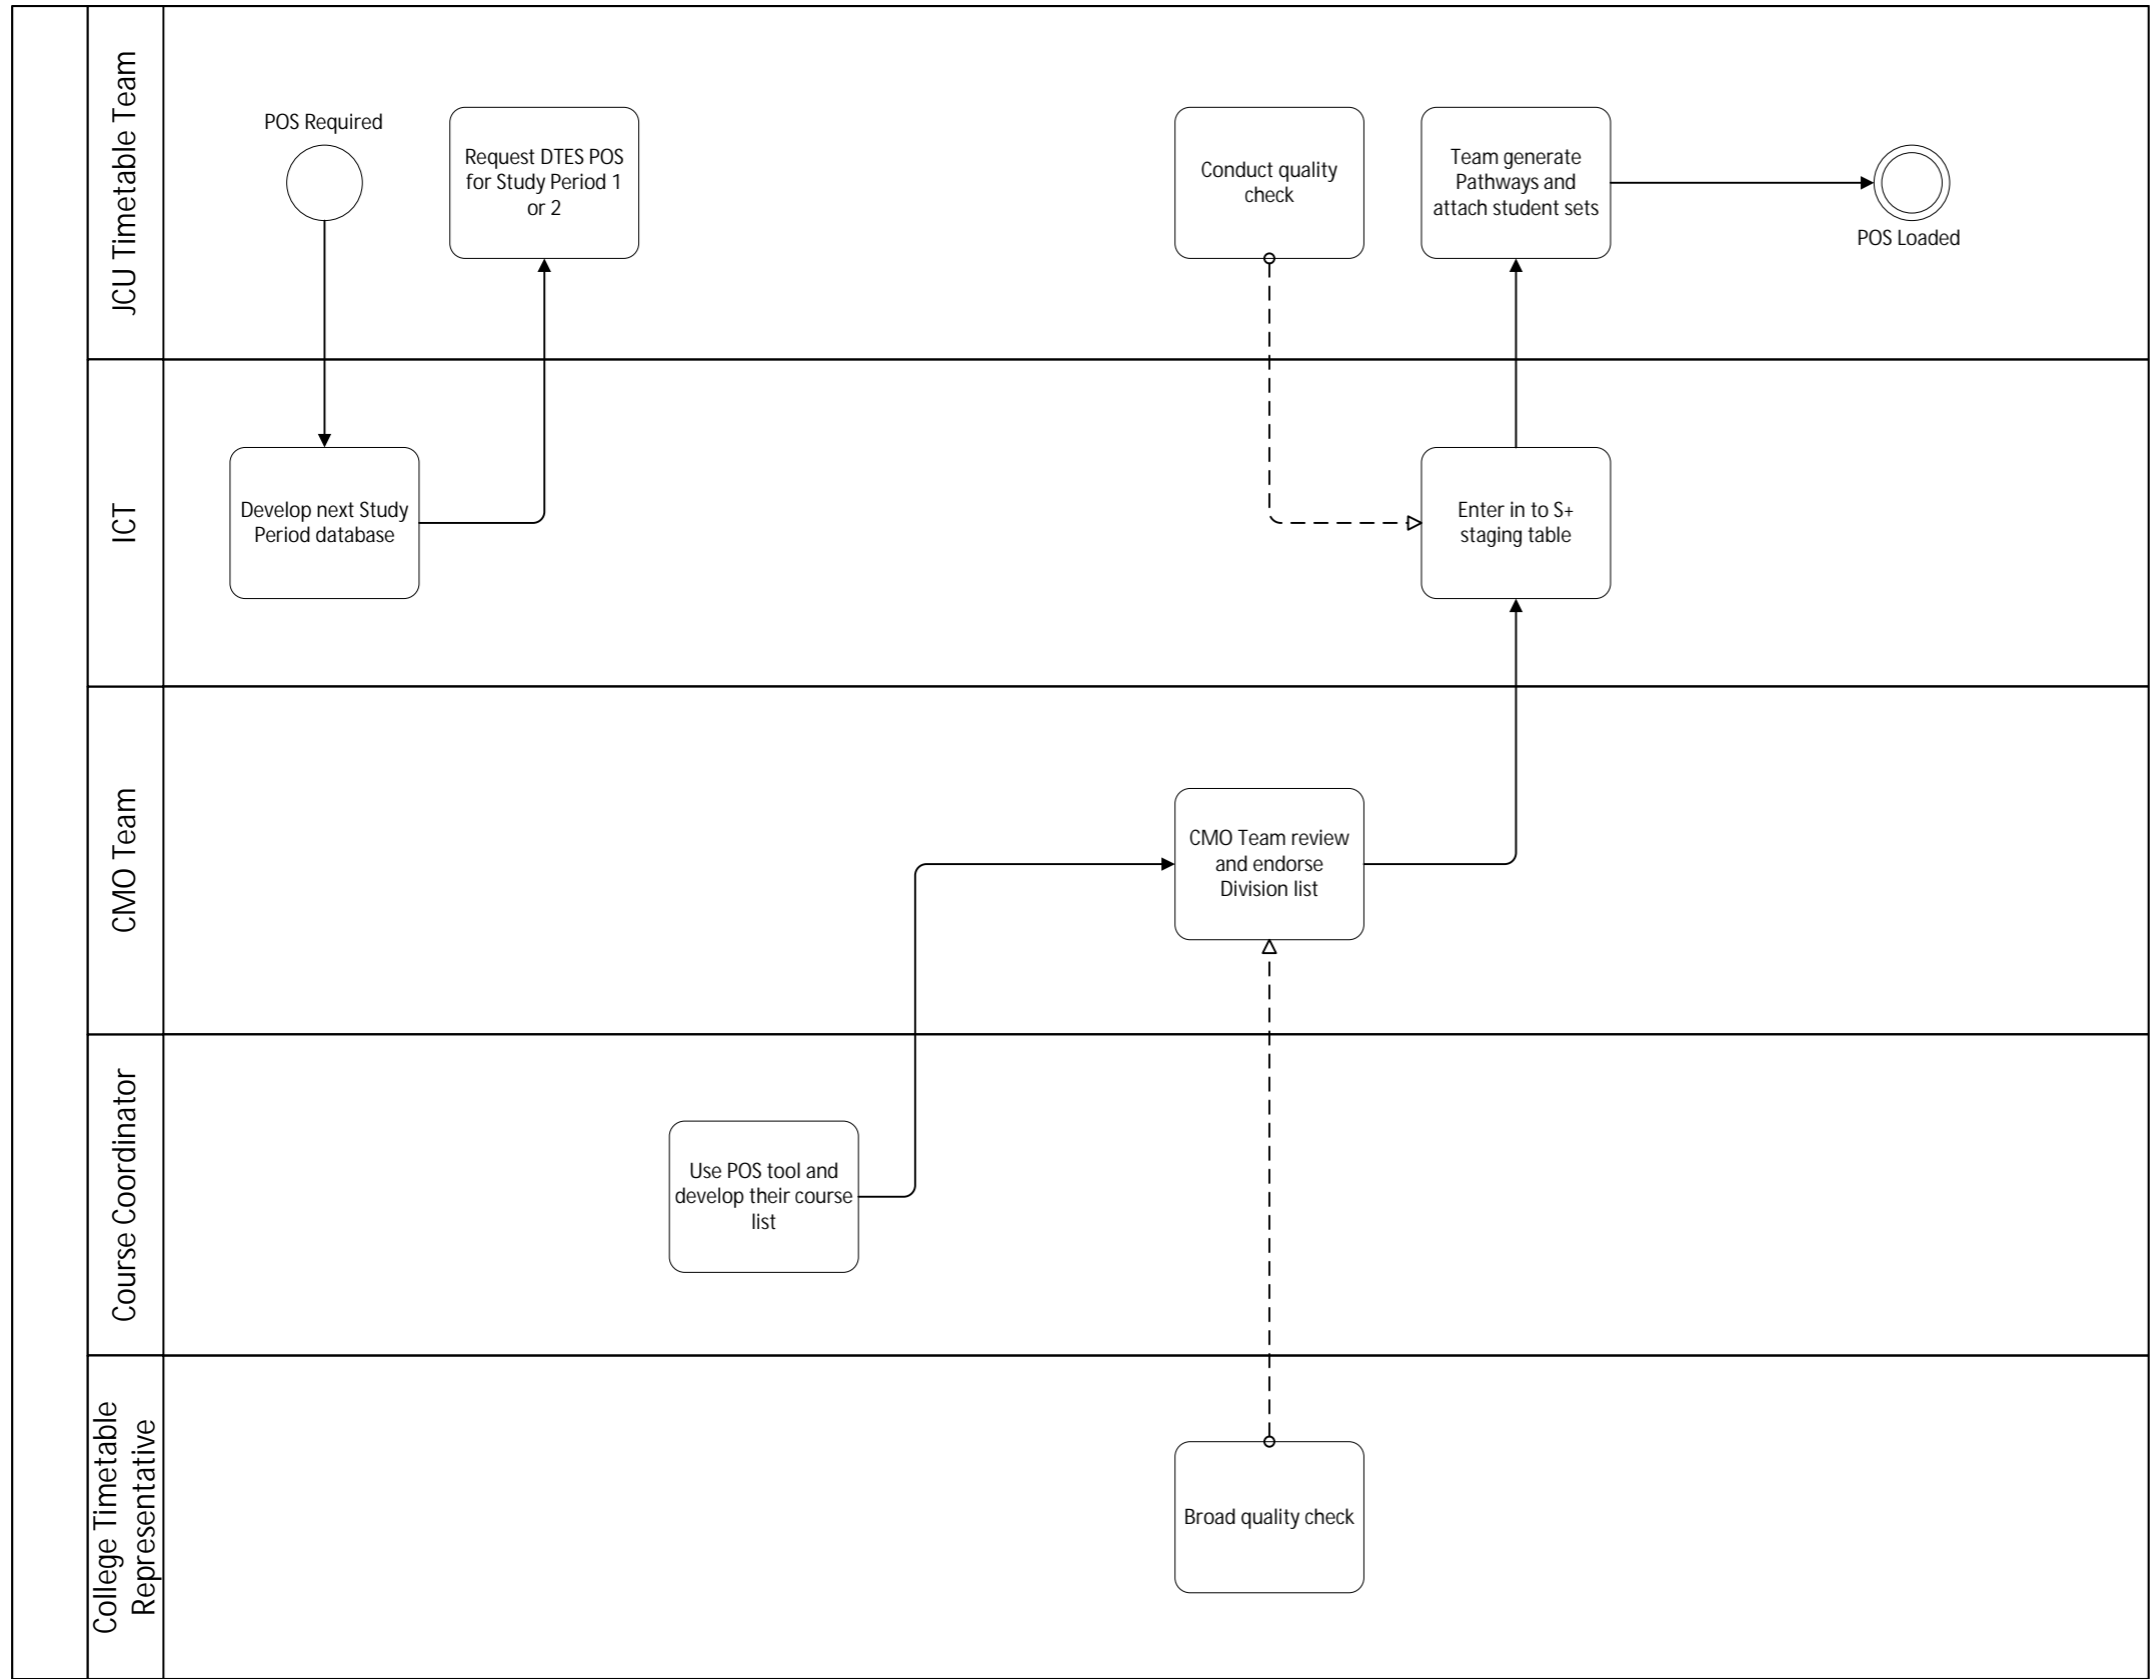 JCU Timetable Team
POS Required
Request DTES POS
for Study Period 1
or 2
Conduct quality
check
Team generate
Pathways and
attach student sets
POS Loaded
ICT
Develop next Study
Period database
Enter in to S+
staging table
CMO Team
CMO Team review
and endorse
Division list
Course Coordinator
Use POS tool and
develop their course
list
College Timetable
Representative
Broad quality check